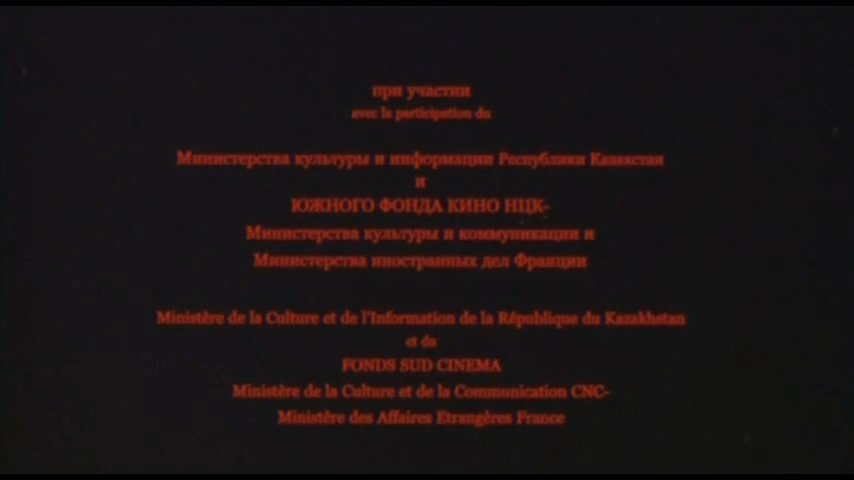 при участии
avec la participation du
Министерства культуры и информации Республики Казахстан
и
ЮЖНОГО ФОНДА КИНО НЦК-
Министерства культуры и коммуникации и
Министерства иностранных дел Франции
Ministère de la Culture et de l'Information de la République du Kazakhstan
et du
FONDS SUD CINEMA
Ministère de la Culture et de la Communication CNC-
Ministère des Affaires Etrangères France